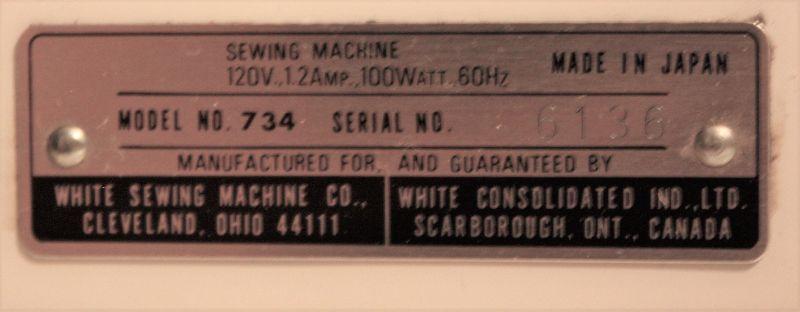 SEWING MACHINE
120V.,1.2AMP.,100WATT.,60HZ
MADE IN JAPAN
MODEL NO. 734 SERIAL NO. 6136
MANUFACTURED FOR, AND GUARANTEED BY
WHITE SEWING MACHINE CO.,
CLEVELAND, OHIO 44111
WHITE CONSOLIDATED IND.,LTD.
SCARBOROUGH, ONT., CANADA